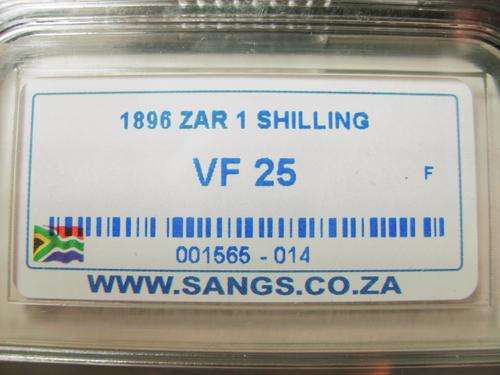 1896 ZAR 1 SHILLING
VF 25
F
001565 - 014
WWW.SANGS.CO.ZA